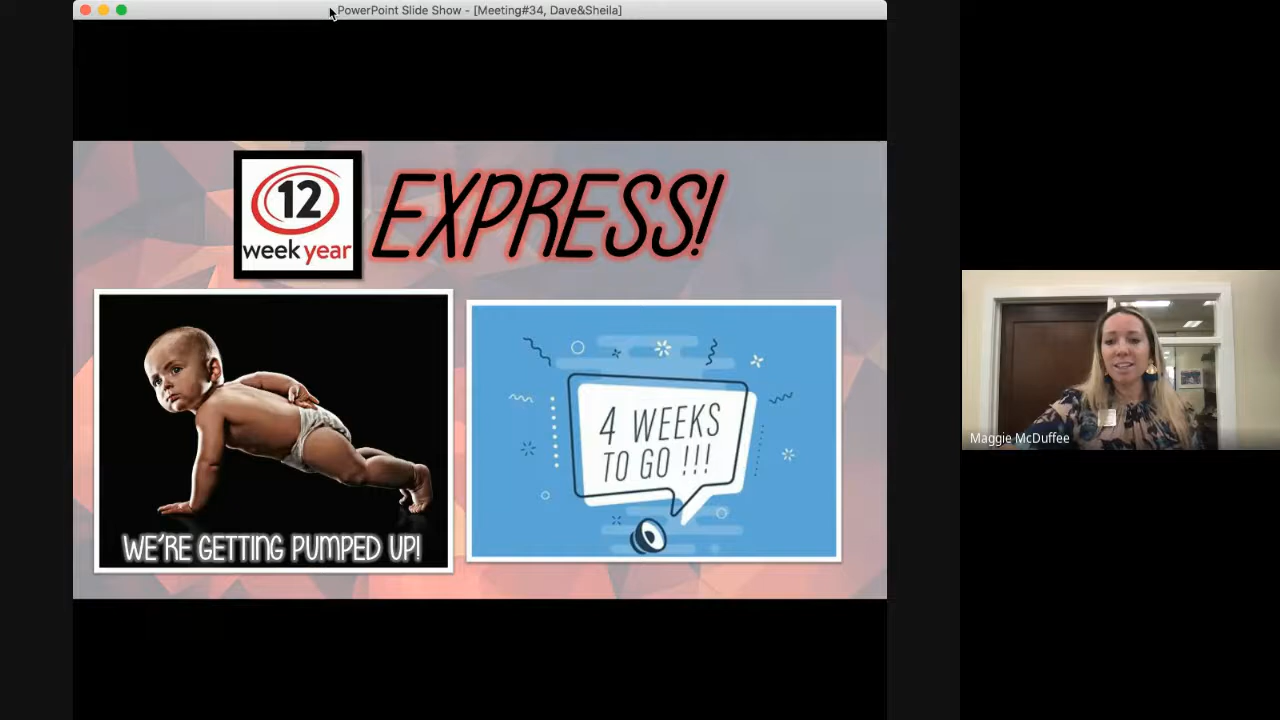 PowerPoint Slide Show - [Meeting#34, Dave&Sheila]
12
week year
EXPRESS!
WE'RE GETTING PUMPED UP!
4 WEEKS
TO GO !!!
Maggie McDuffee